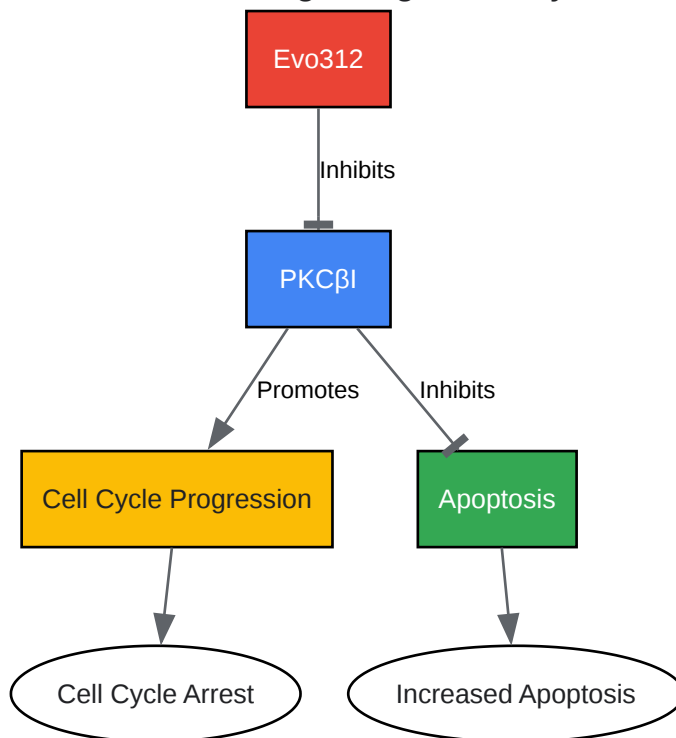 Evo312
Inhibits
PKCβI
Promotes
Inhibits
Cell Cycle Progression
Apoptosis
Cell Cycle Arrest
Increased Apoptosis